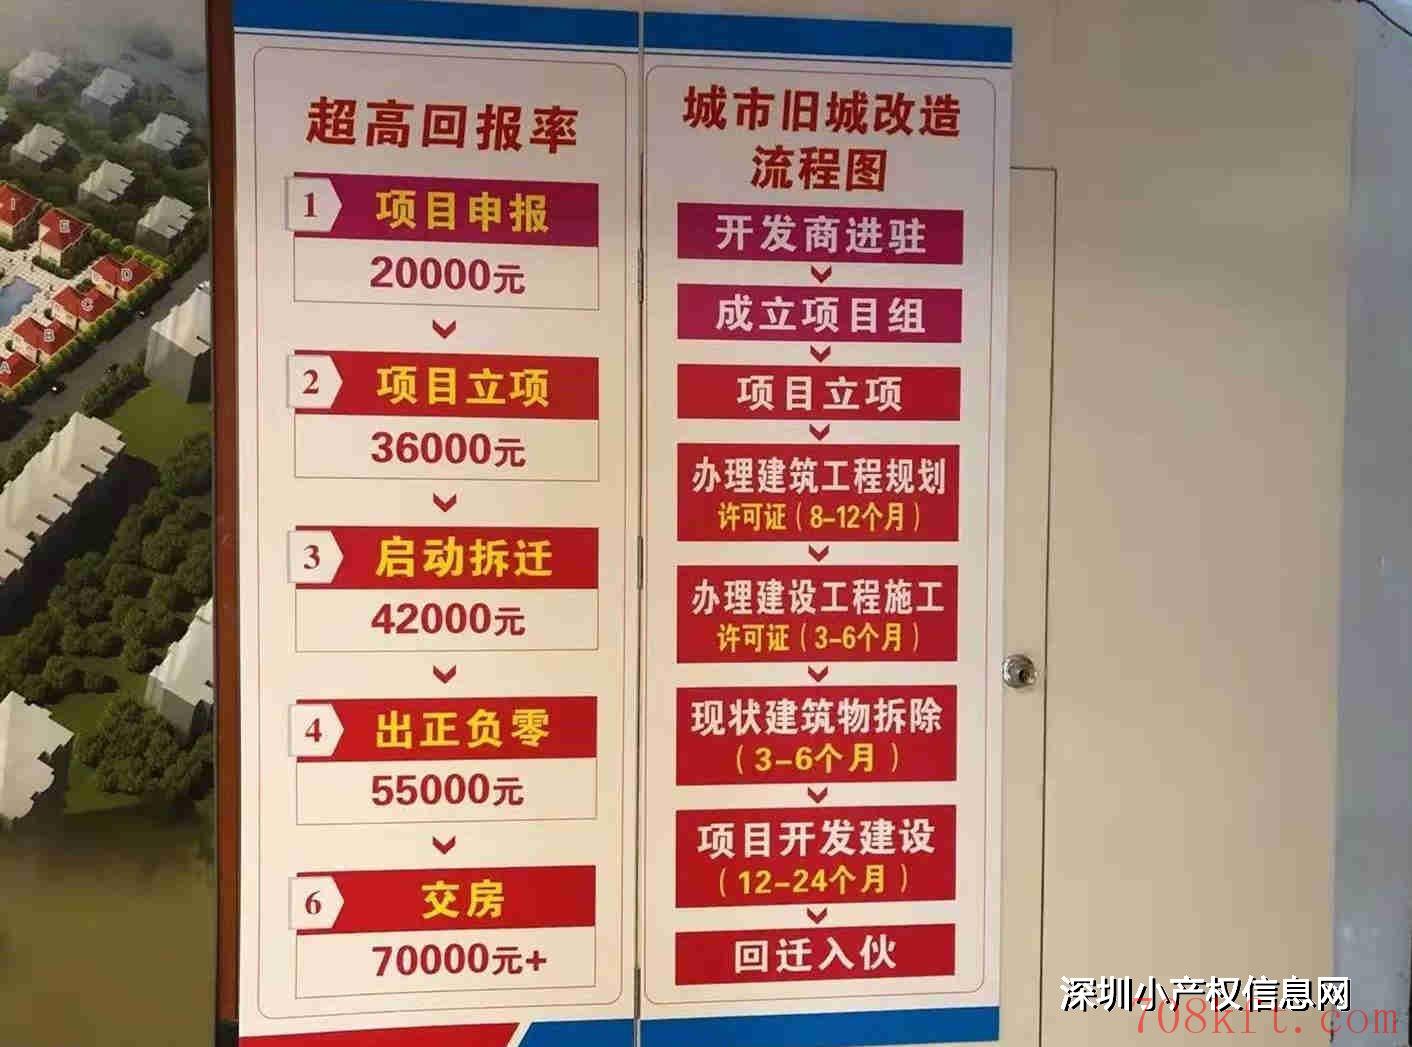 超高回报率
1 项目申报
20000元
2 项目立项
36000元
3 启动拆迁
42000元
4 出正负零
55000元
6 交房
70000元+
城市旧城改造
流程图
开发商进驻
成立项目组
项目立项
办理建筑工程规划
许可证（8-12个月）
办理建设工程施工
许可证（3-6个月）
现状建筑物拆除
（3-6个月）
项目开发建设
（12-24个月）
回迁入伙
E
D
C
B
A
深圳小产权信息网
708kit.com